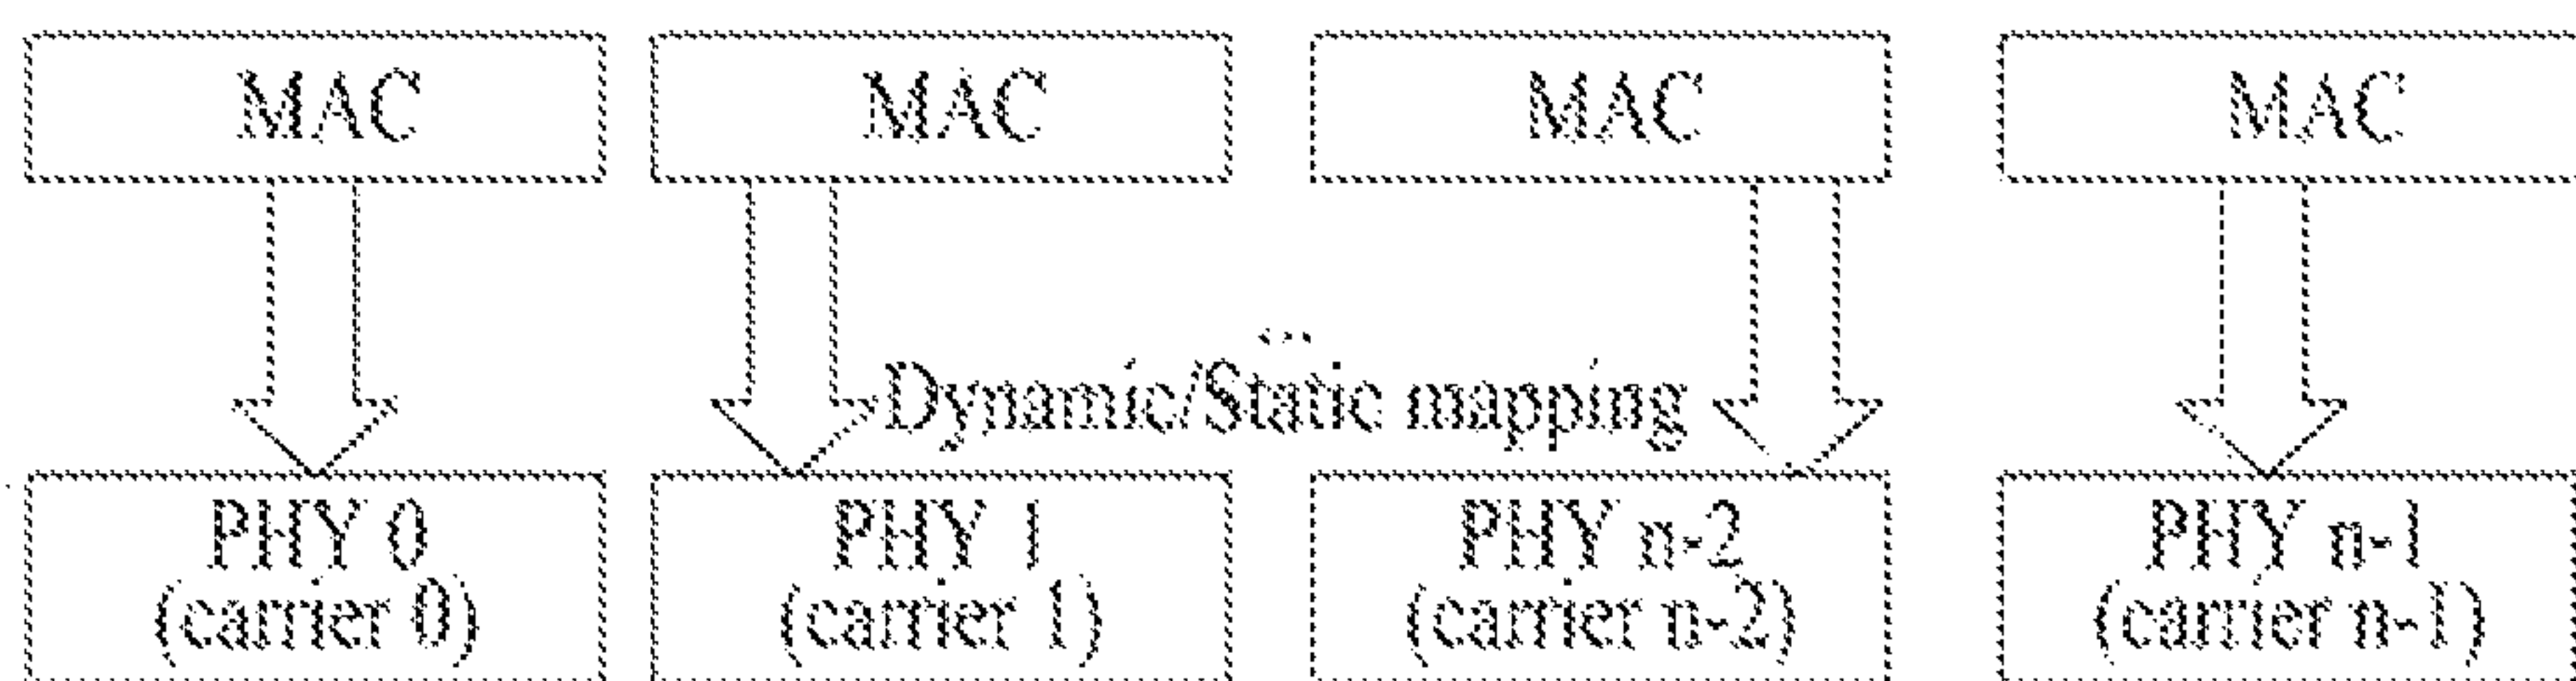 MAC
MAC
MAC
MAC
...
Dynamic/Static mapping
PHY 0
(carrier 0)
PHY 1
(carrier 1)
PHY n-2
(carrier n-2)
PHY n-1
(carrier n-1)